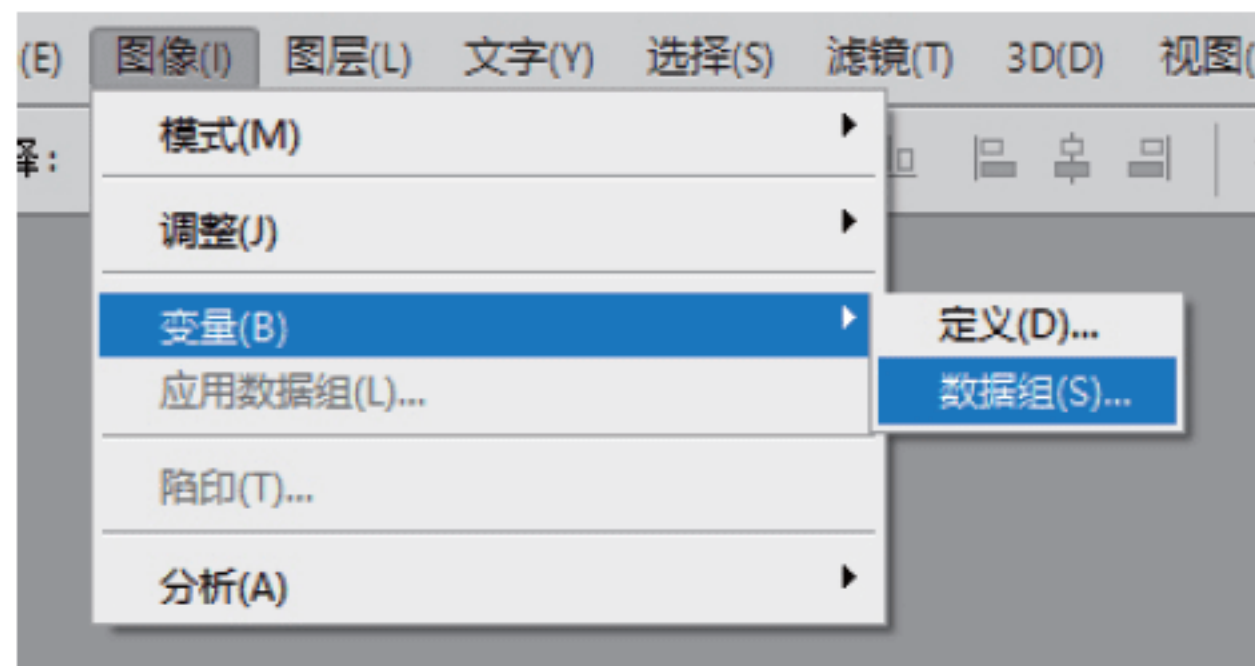 (E) 图像(I) 图层(L) 文字(Y) 选择(S) 滤镜(T) 3D(D) 视图(
择：
模式(M)
调整(J)
变量(B)
定义(D)...
应用数据组(L)...
数据组(S)...
陷印(T)...
分析(A)